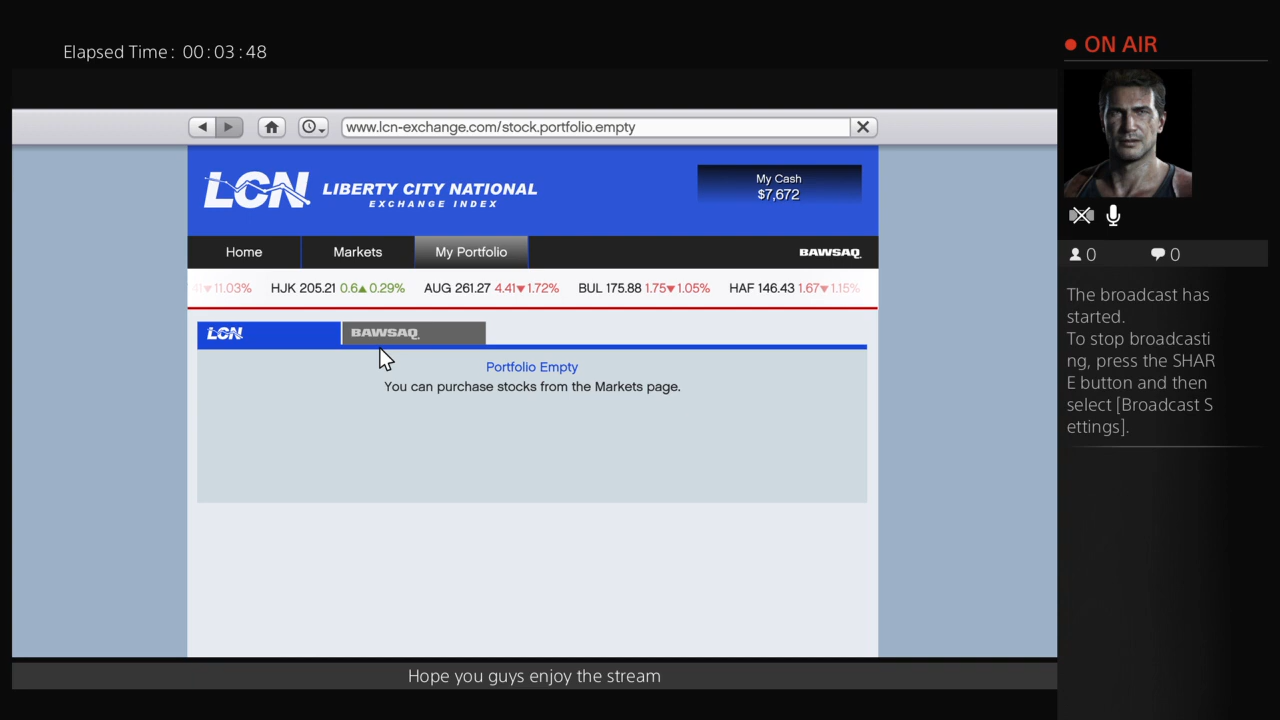 Elapsed Time: 00:03:48
ON AIR
www.lcn-exchange.com/stock.portfolio.empty
LCN LIBERTY CITY NATIONAL
EXCHANGE INDEX
My Cash
$7,672
Home Markets My Portfolio BAWSAQ
11.03% HJK 205.21 0.6▲0.29% AUG 261.27 4.41▼1.72% BUL 175.88 1.75▼1.05% HAF 146.43 1.67▼1.15%
LCN BAWSAQ
Portfolio Empty
You can purchase stocks from the Markets page.
0 0
The broadcast has
started.
To stop broadcasti
ng, press the SHAR
E button and then
select [Broadcast S
ettings].
Hope you guys enjoy the stream